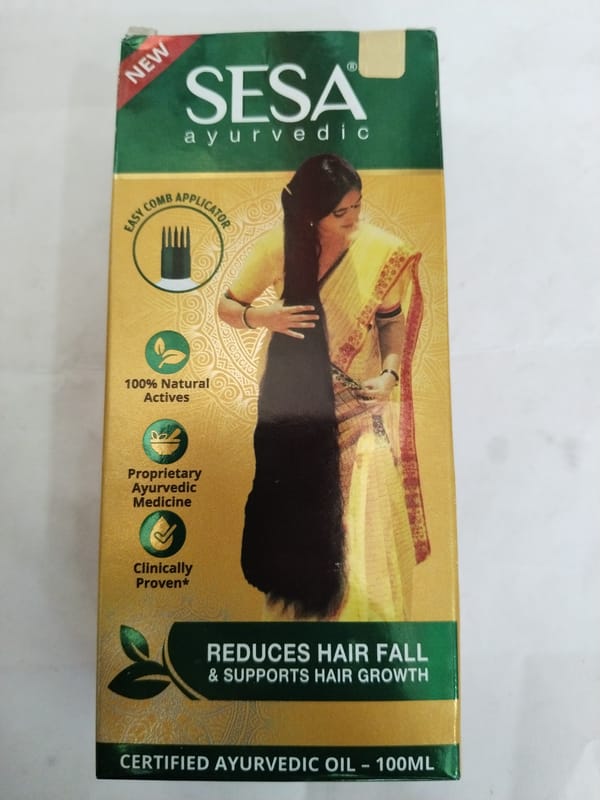 NEW
SESA®
ayurvedic
EASY COMB APPLICATOR
100% Natural
Actives
Proprietary
Ayurvedic
Medicine
Clinically
Proven*
REDUCES HAIR FALL
& SUPPORTS HAIR GROWTH
CERTIFIED AYURVEDIC OIL – 100ML